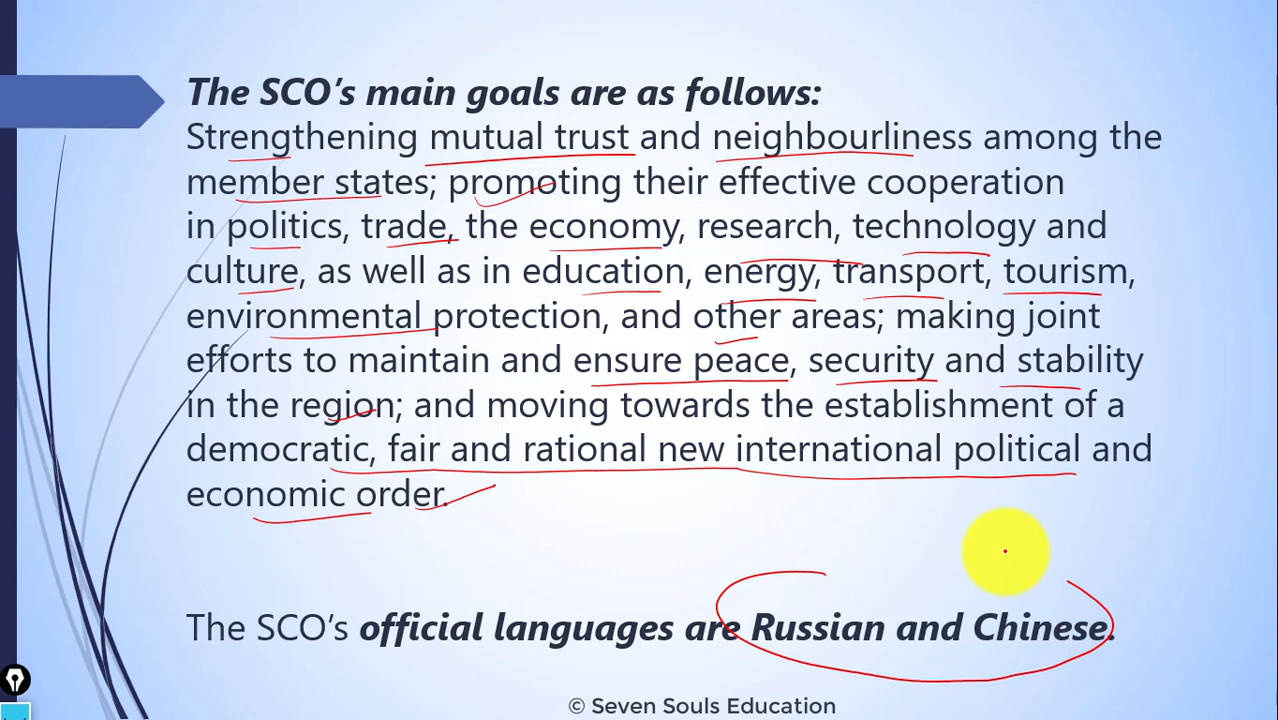 The SCO's main goals are as follows:
Strengthening mutual trust and neighbourliness among the
member states; promoting their effective cooperation
in politics, trade, the economy, research, technology and
culture, as well as in education, energy, transport, tourism,
environmental protection, and other areas; making joint
efforts to maintain and ensure peace, security and stability
in the region; and moving towards the establishment of a
democratic, fair and rational new international political and
economic order.
The SCO's official languages are Russian and Chinese.
© Seven Souls Education